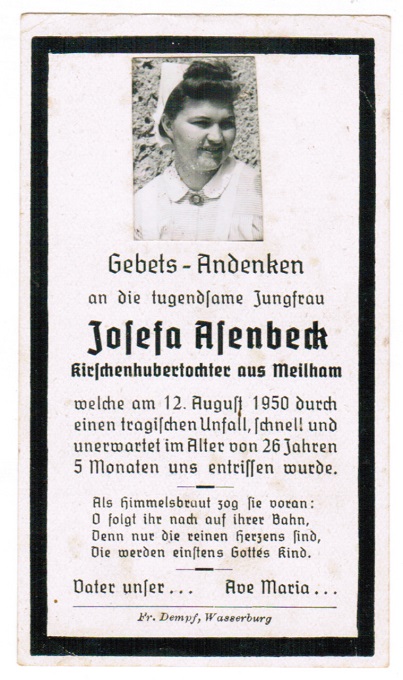 Gebets-Andenken
an die tugendsame Jungfrau
Josefa Asenbeck
Kirschenhubertochter aus Meilham
welche am 12. August 1950 durch
einen tragischen Unfall, schnell und
unerwartet im Alter von 26 Jahren
5 Monaten uns entrissen wurde.
Als Himmelsbraut zog sie voran:
O folgt ihr nach auf ihrer Bahn,
Denn nur die reinen Herzens sind,
Die werden einstens Gottes Kind.
Vater unser... Ave Maria...
Fr. Dempf, Wasserburg